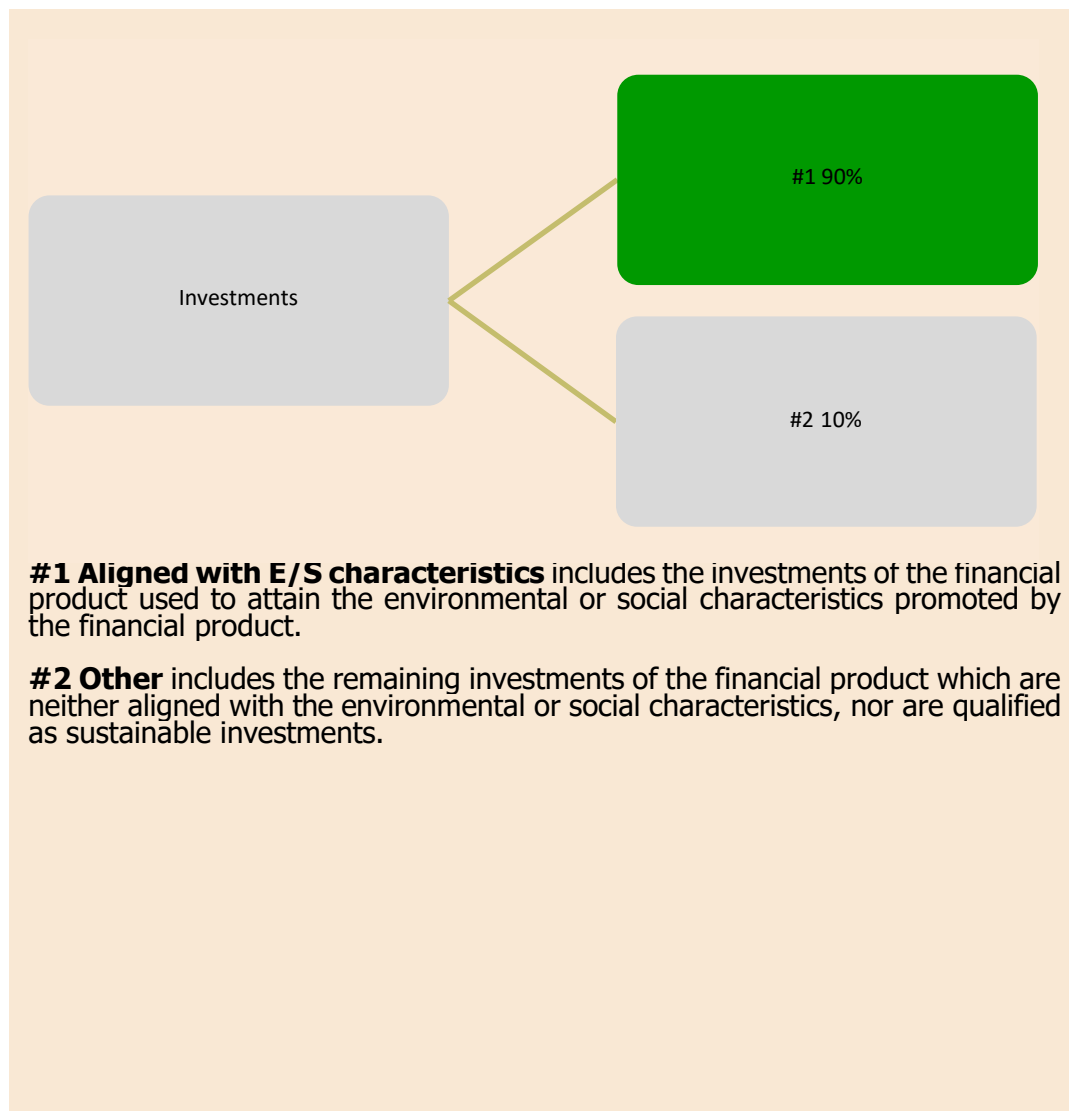 #1 90%
Investments
#2 10%
#1 Aligned with E/S characteristics includes the investments of the financial
product used to attain the environmental or social characteristics promoted by
the financial product.
#2 Other includes the remaining investments of the financial product which are
neither aligned with the environmental or social characteristics, nor are qualified
as sustainable investments.